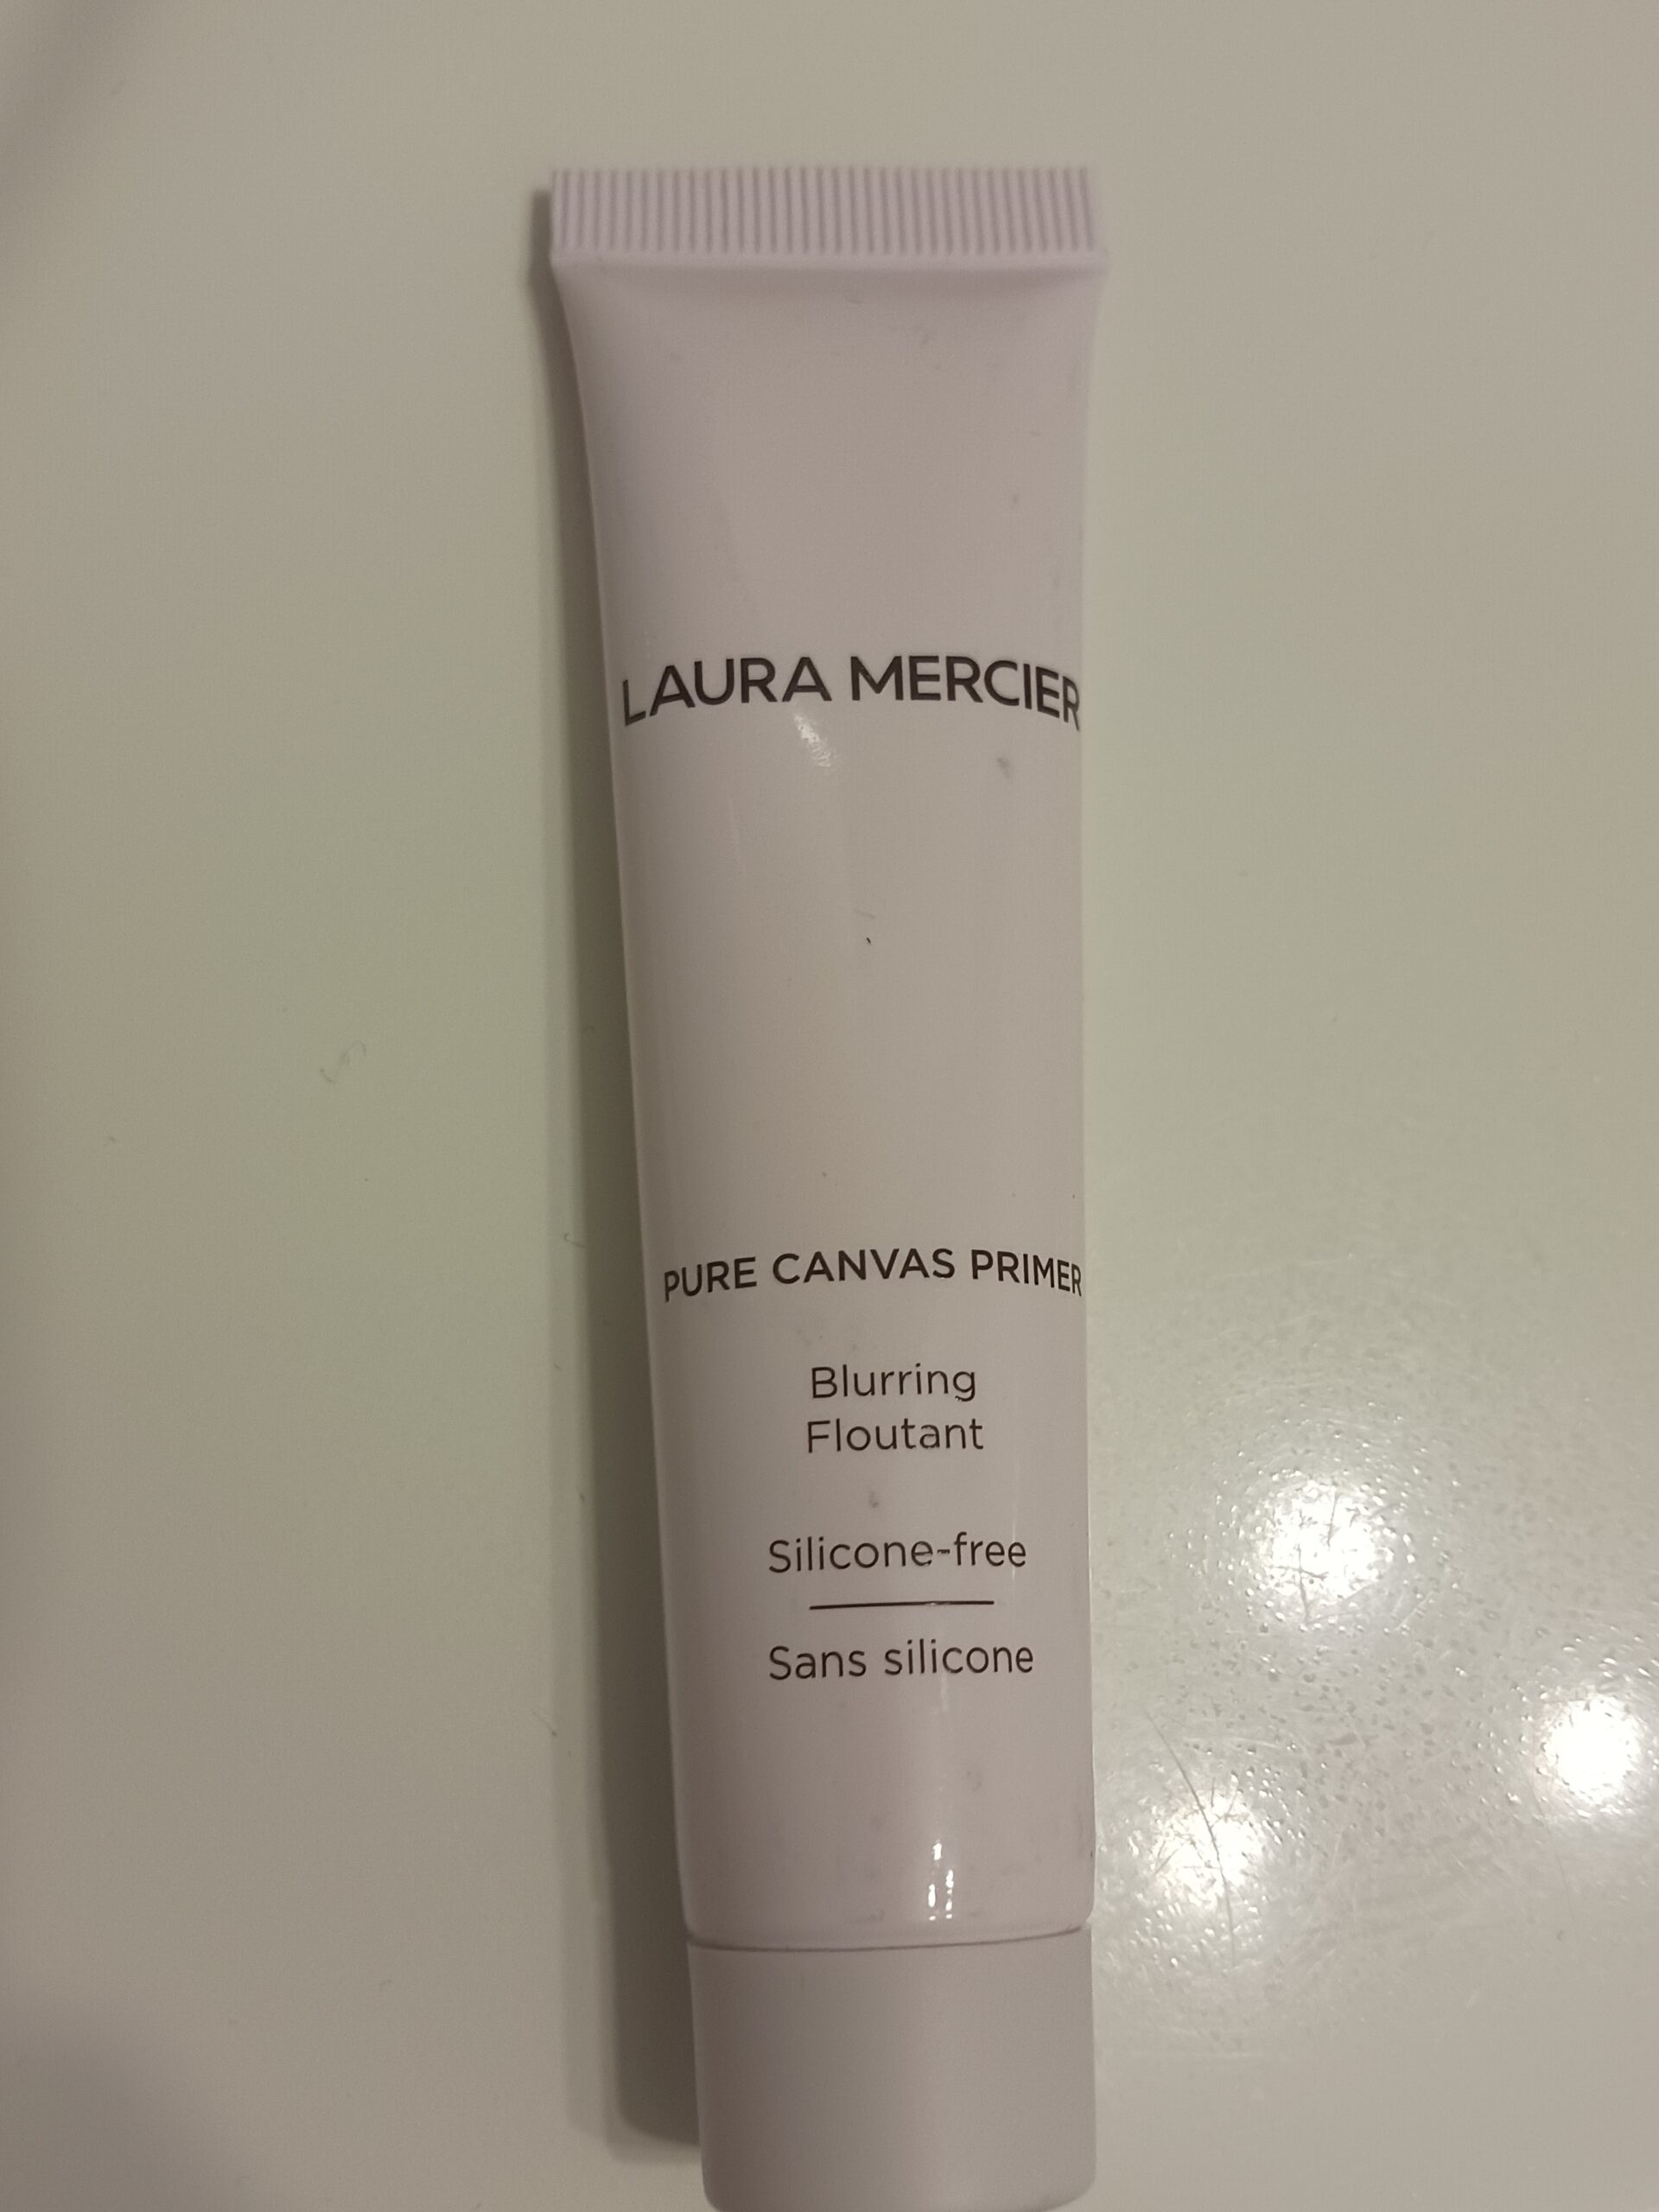 LAURA MERCIER
PURE CANVAS PRIMER
Blurring
Floutant
Silicone-free
Sans silicone